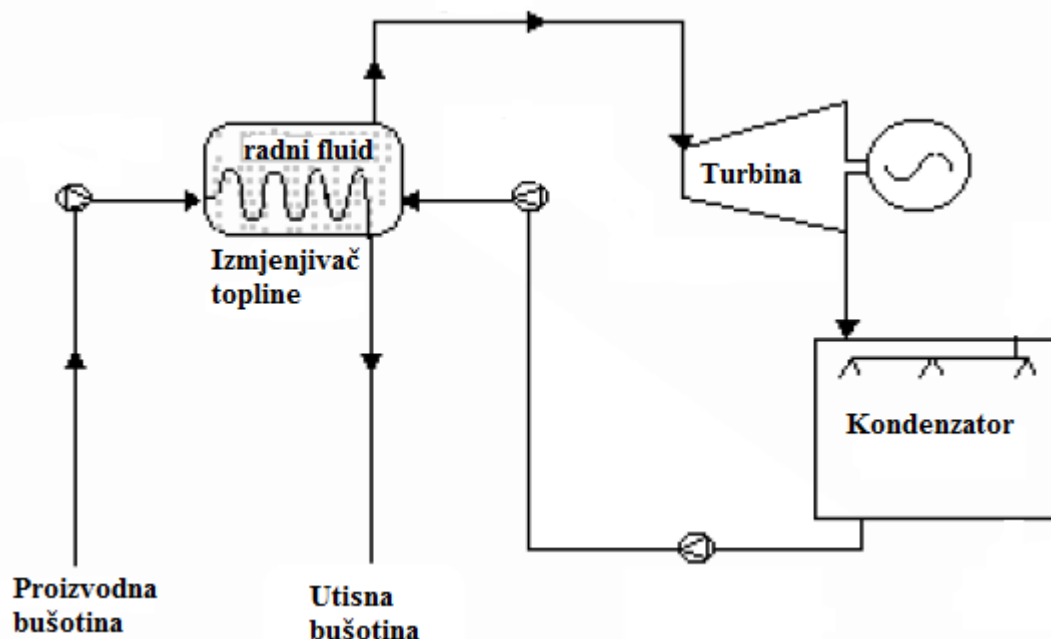 radni fluid
Turbina
Izmjenjivač
topline
Kondenzator
Proizvodna
bušotina
Utisna
bušotina